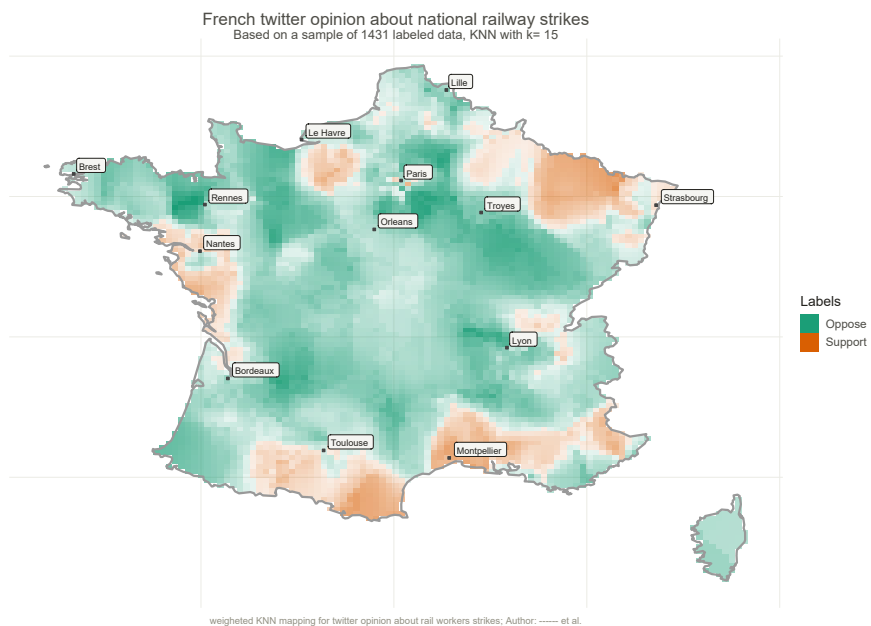 French twitter opinion about national railway strikes
Based on a sample of 1431 labeled data, KNN with k= 15
Lille
Le Havre
Brest
Paris
Rennes
Strasbourg
Troyes
Orleans
Nantes
Labels
Oppose
Support
Lyon
Bordeaux
Toulouse
Montpellier
weigheted KNN mapping for twitter opinion about rail workers strikes; Author: ------ et al.